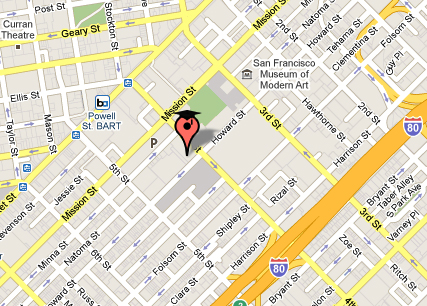 Curran
Theatre
Post St
Geary St
Stockton St
Mission St
2nd St
Natoma St
Howard St
Tehama St
Clementina St
Folsom St
San Francisco
Museum of
Modern Art
Ellis St
Powell
St. BART
Mission St
Howard St
3rd St
Hawthorne St
2nd St
Harrison St
80
Taylor St
Mason St
P
5th St
Jessie St
Mission St
Rizal St
Bryant St
Taber Alley
S Park Ave
Varney Pl
3rd St
Minna St
Natoma St
Howard St
Folsom St
Shipley St
5th St
Harrison St
Clara St
80
Zoe St
Bryant St
4th
Ritch St